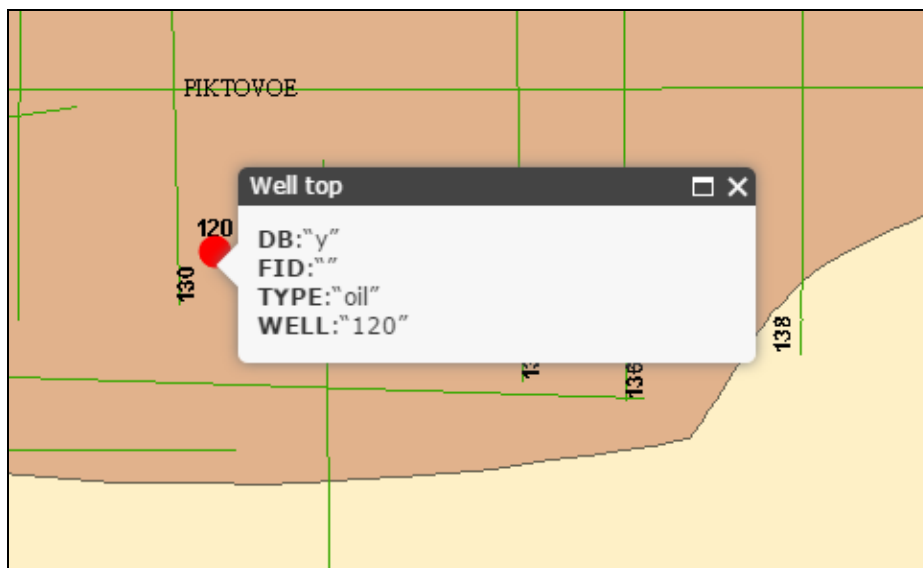 PIKTOVOE
120
Well top
DB:“y”
FID:“”
TYPE:“oil”
WELL:“120”
130
138
136